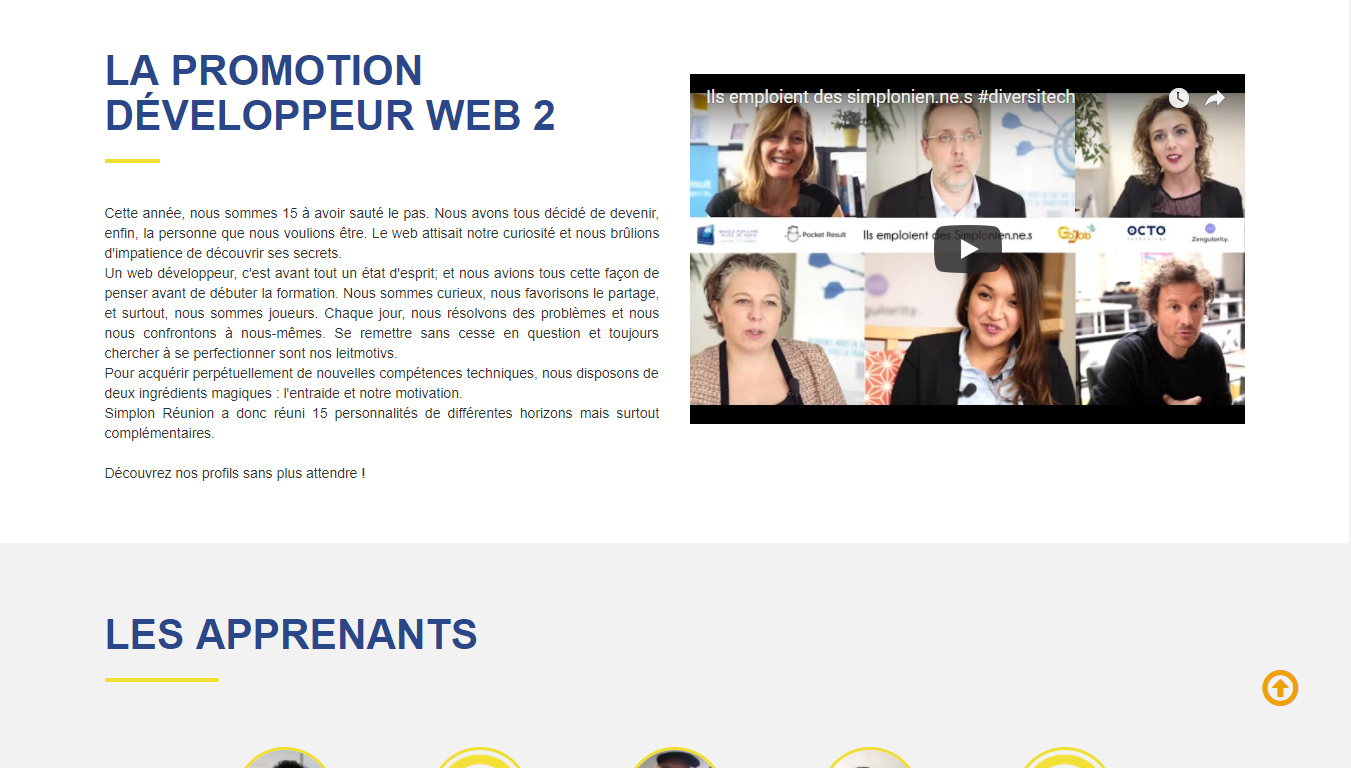 LA PROMOTION
DÉVELOPPEUR WEB 2
Cette année, nous sommes 15 à avoir sauté le pas. Nous avons tous décidé de devenir,
enfin, la personne que nous voulions être. Le web attisait notre curiosité et nous brûlions
d'impatience de découvrir ses secrets.
Un web développeur, c'est avant tout un état d'esprit; et nous avions tous cette façon de
penser avant de débuter la formation. Nous sommes curieux, nous favorisons le partage,
et surtout, nous sommes joueurs. Chaque jour, nous résolvons des problèmes et nous
nous confrontons à nous-mêmes. Se remettre sans cesse en question et toujours
chercher à se perfectionner sont nos leitmotivs.
Pour acquérir perpétuellement de nouvelles compétences techniques, nous disposons de
deux ingrédients magiques : l'entraide et notre motivation.
Simplon Réunion a donc réuni 15 personnalités de différentes horizons mais surtout
complémentaires.
Découvrez nos profils sans plus attendre !
Ils emploient des simplonien.ne.s #diversitech
Pocket Result
Ils emploient des Simplonien.ne.s
GoJob
OCTO
Zengularity.
LES APPRENANTS